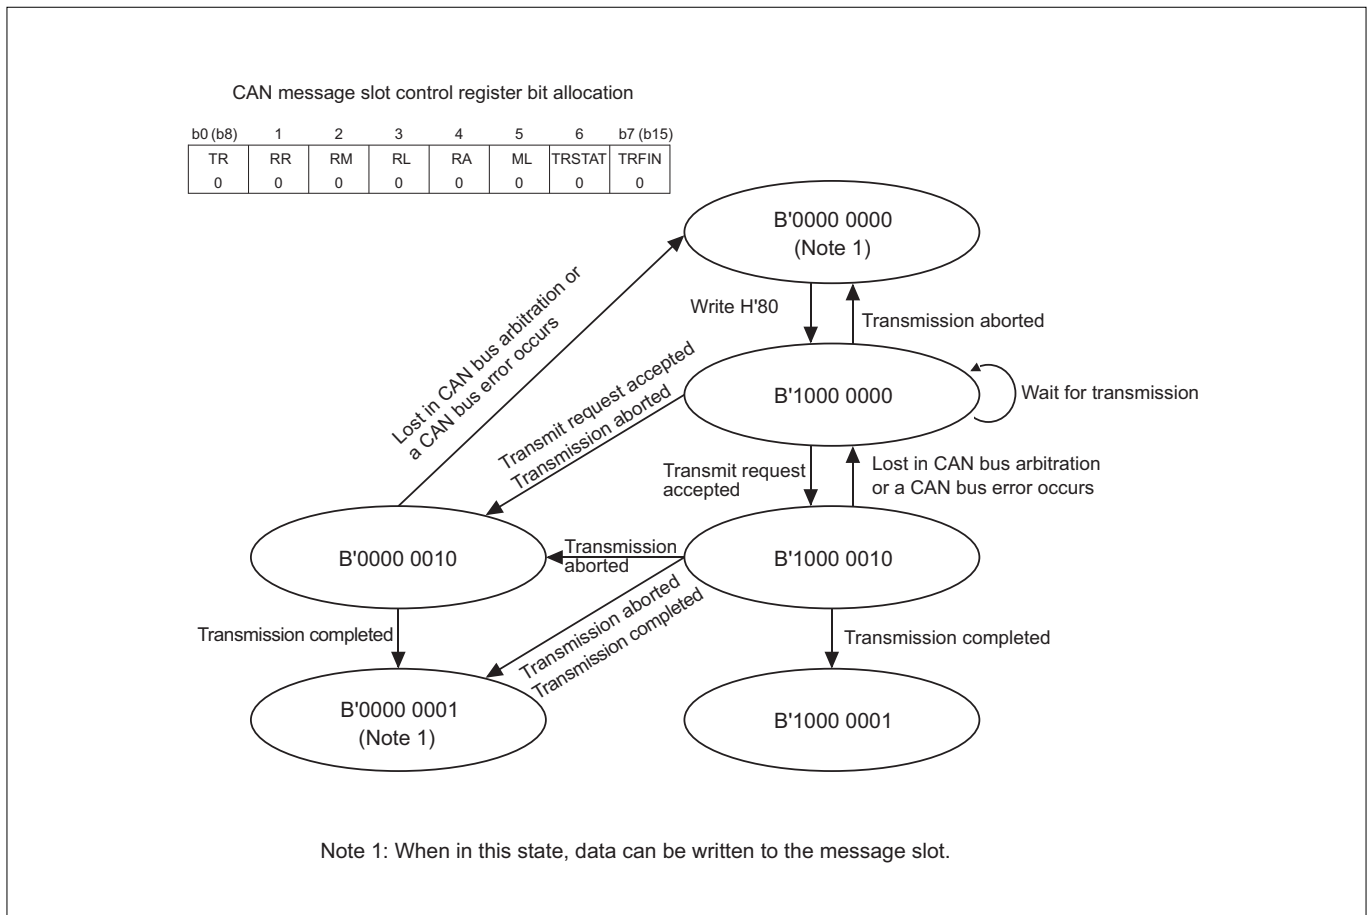 CAN message slot control register bit allocation
b0 (b8) 1 2 3 4 5 6 b7 (b15)
TR RR RM RL RA ML TRSTAT TRFIN
0 0 0 0 0 0 0 0
B'0000 0000
(Note 1)
Write H'80
Transmission aborted
Lost in CAN bus arbitration or
a CAN bus error occurs
Transmit request accepted
Transmission aborted
B'1000 0000
Wait for transmission
Transmit request
accepted
Lost in CAN bus arbitration
or a CAN bus error occurs
B'0000 0010
Transmission
aborted
B'1000 0010
Transmission completed
Transmission aborted
Transmission completed
Transmission completed
B'0000 0001
(Note 1)
B'1000 0001
Note 1: When in this state, data can be written to the message slot.